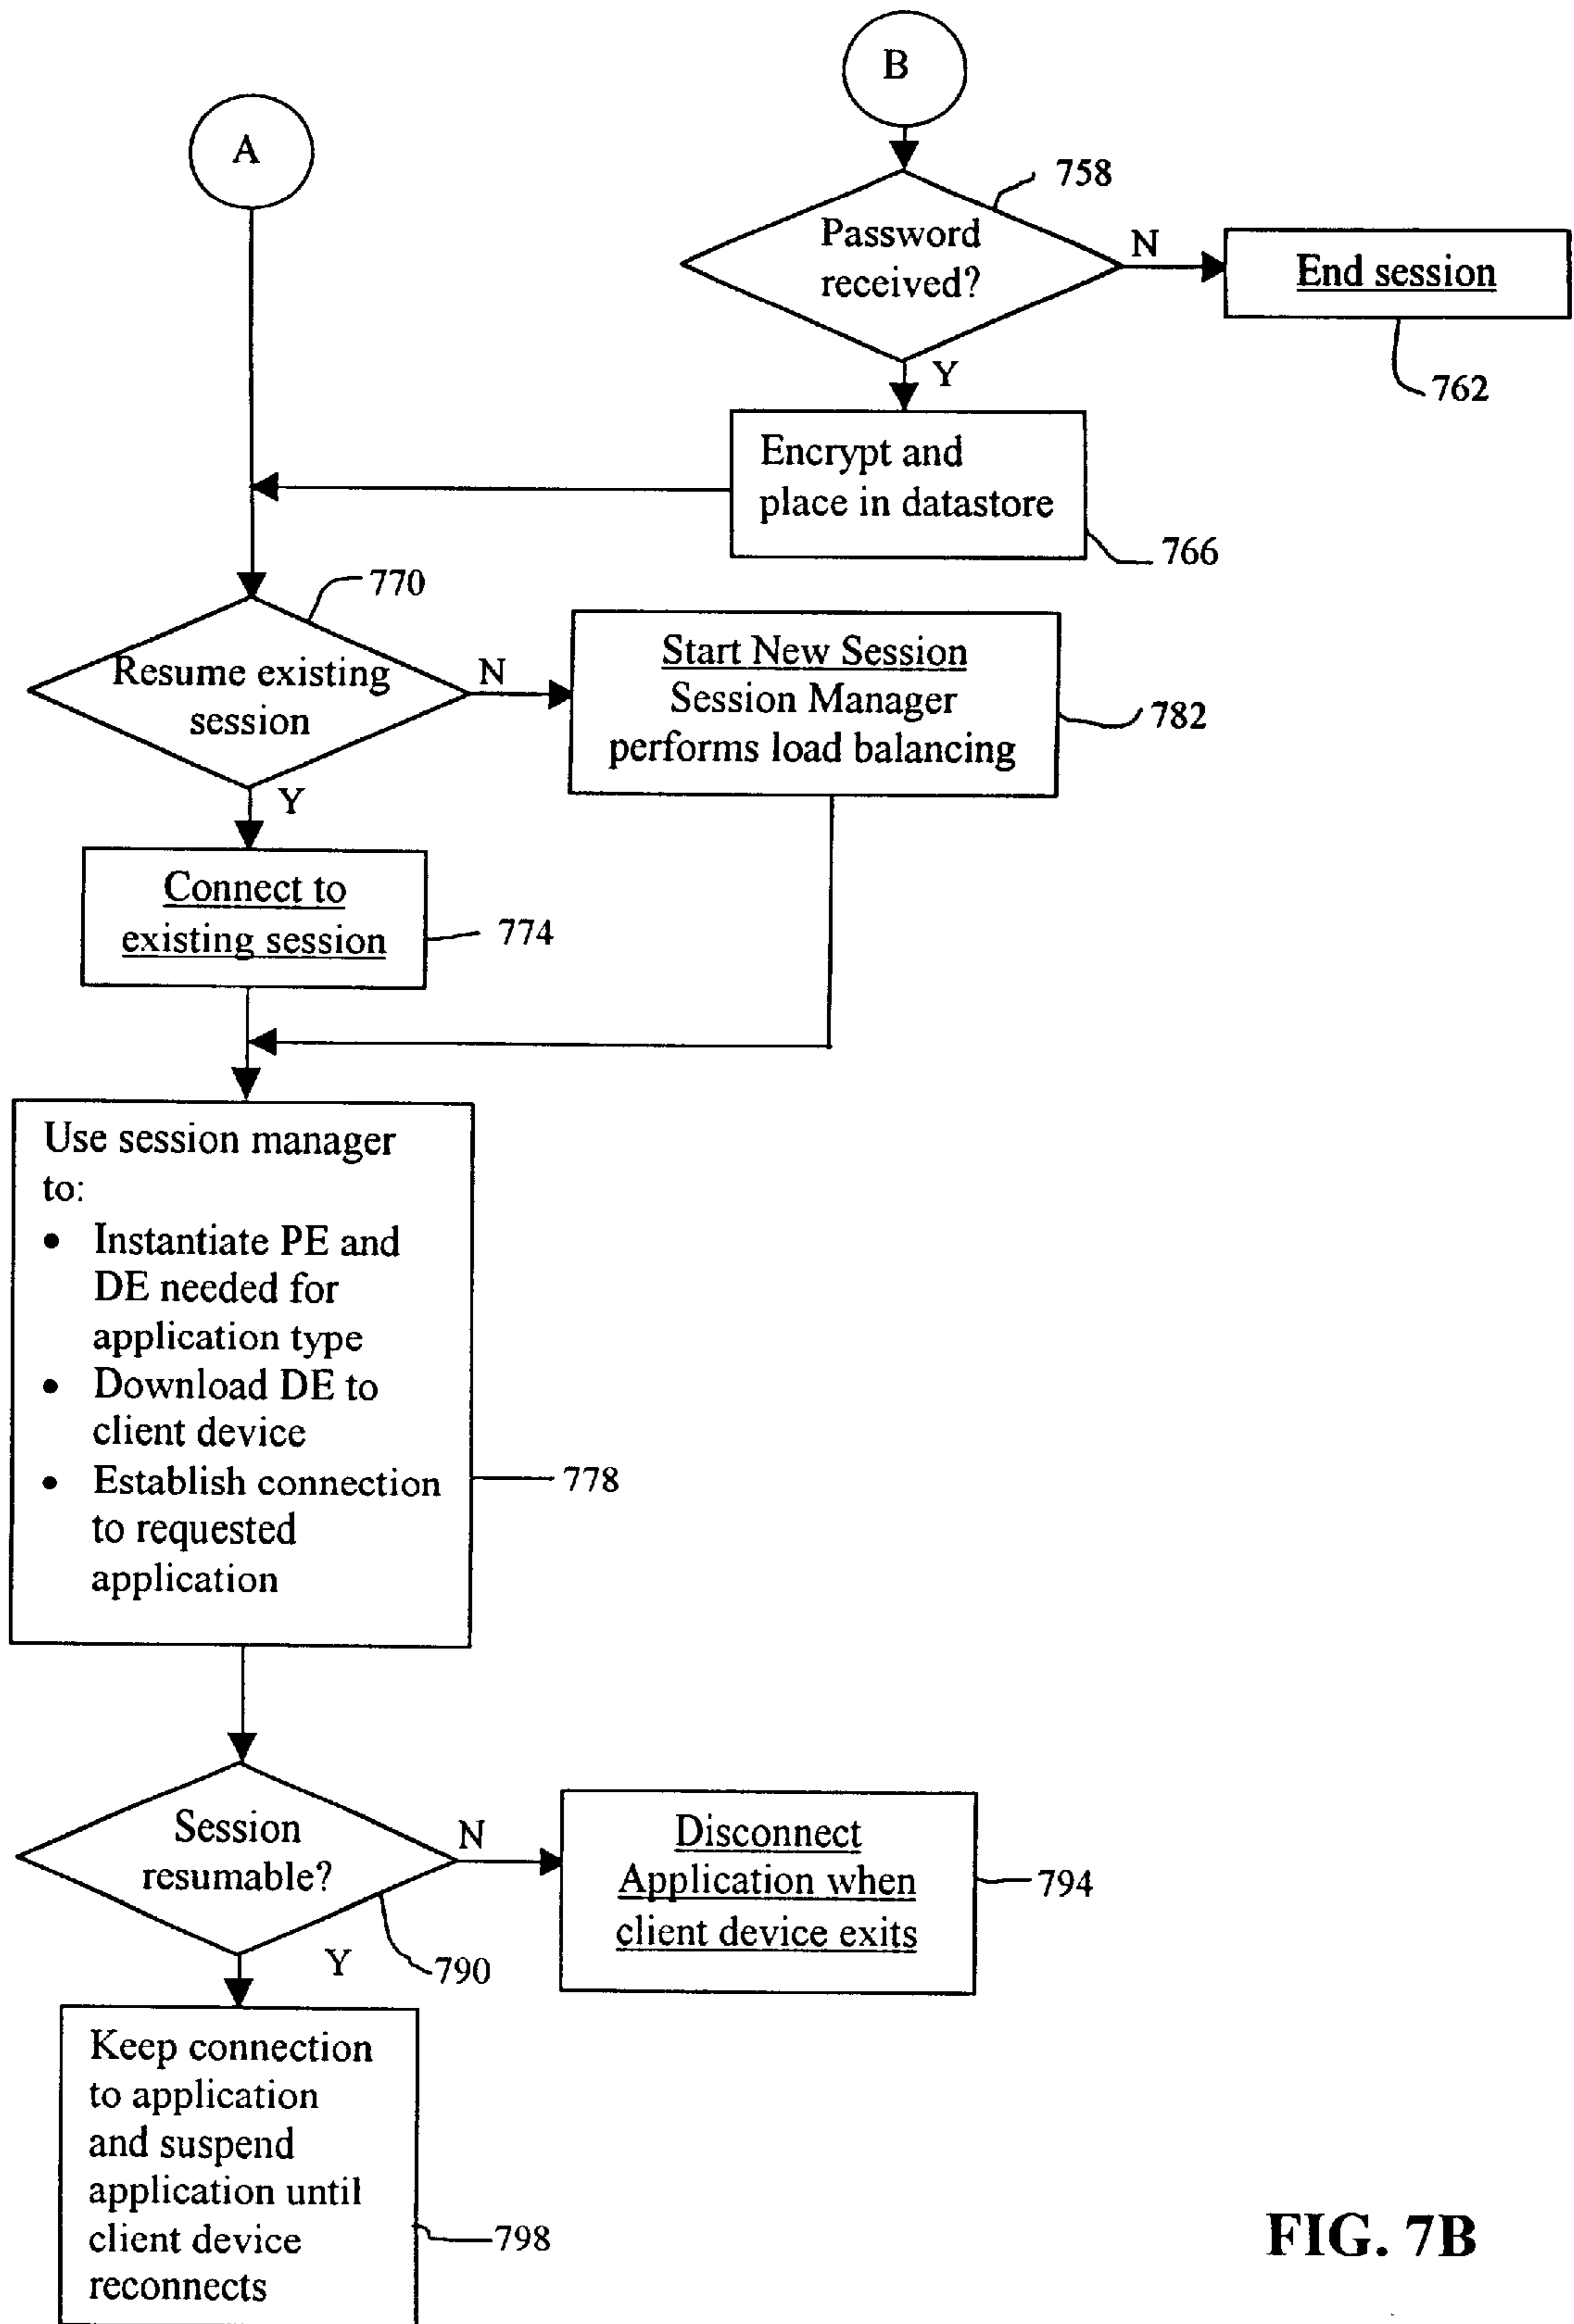 B
A
758
Password
received?
N
End session
762
Y
Encrypt and
place in datastore
766
770
Resume existing
session
N
Start New Session
Session Manager
performs load balancing
782
Y
Connect to
existing session
774
Use session manager
to:
• Instantiate PE and
DE needed for
application type
• Download DE to
client device
• Establish connection
to requested
application
778
Session
resumable?
N
Disconnect
Application when
client device exits
794
Y
790
Keep connection
to application
and suspend
application until
client device
reconnects
798
FIG. 7B